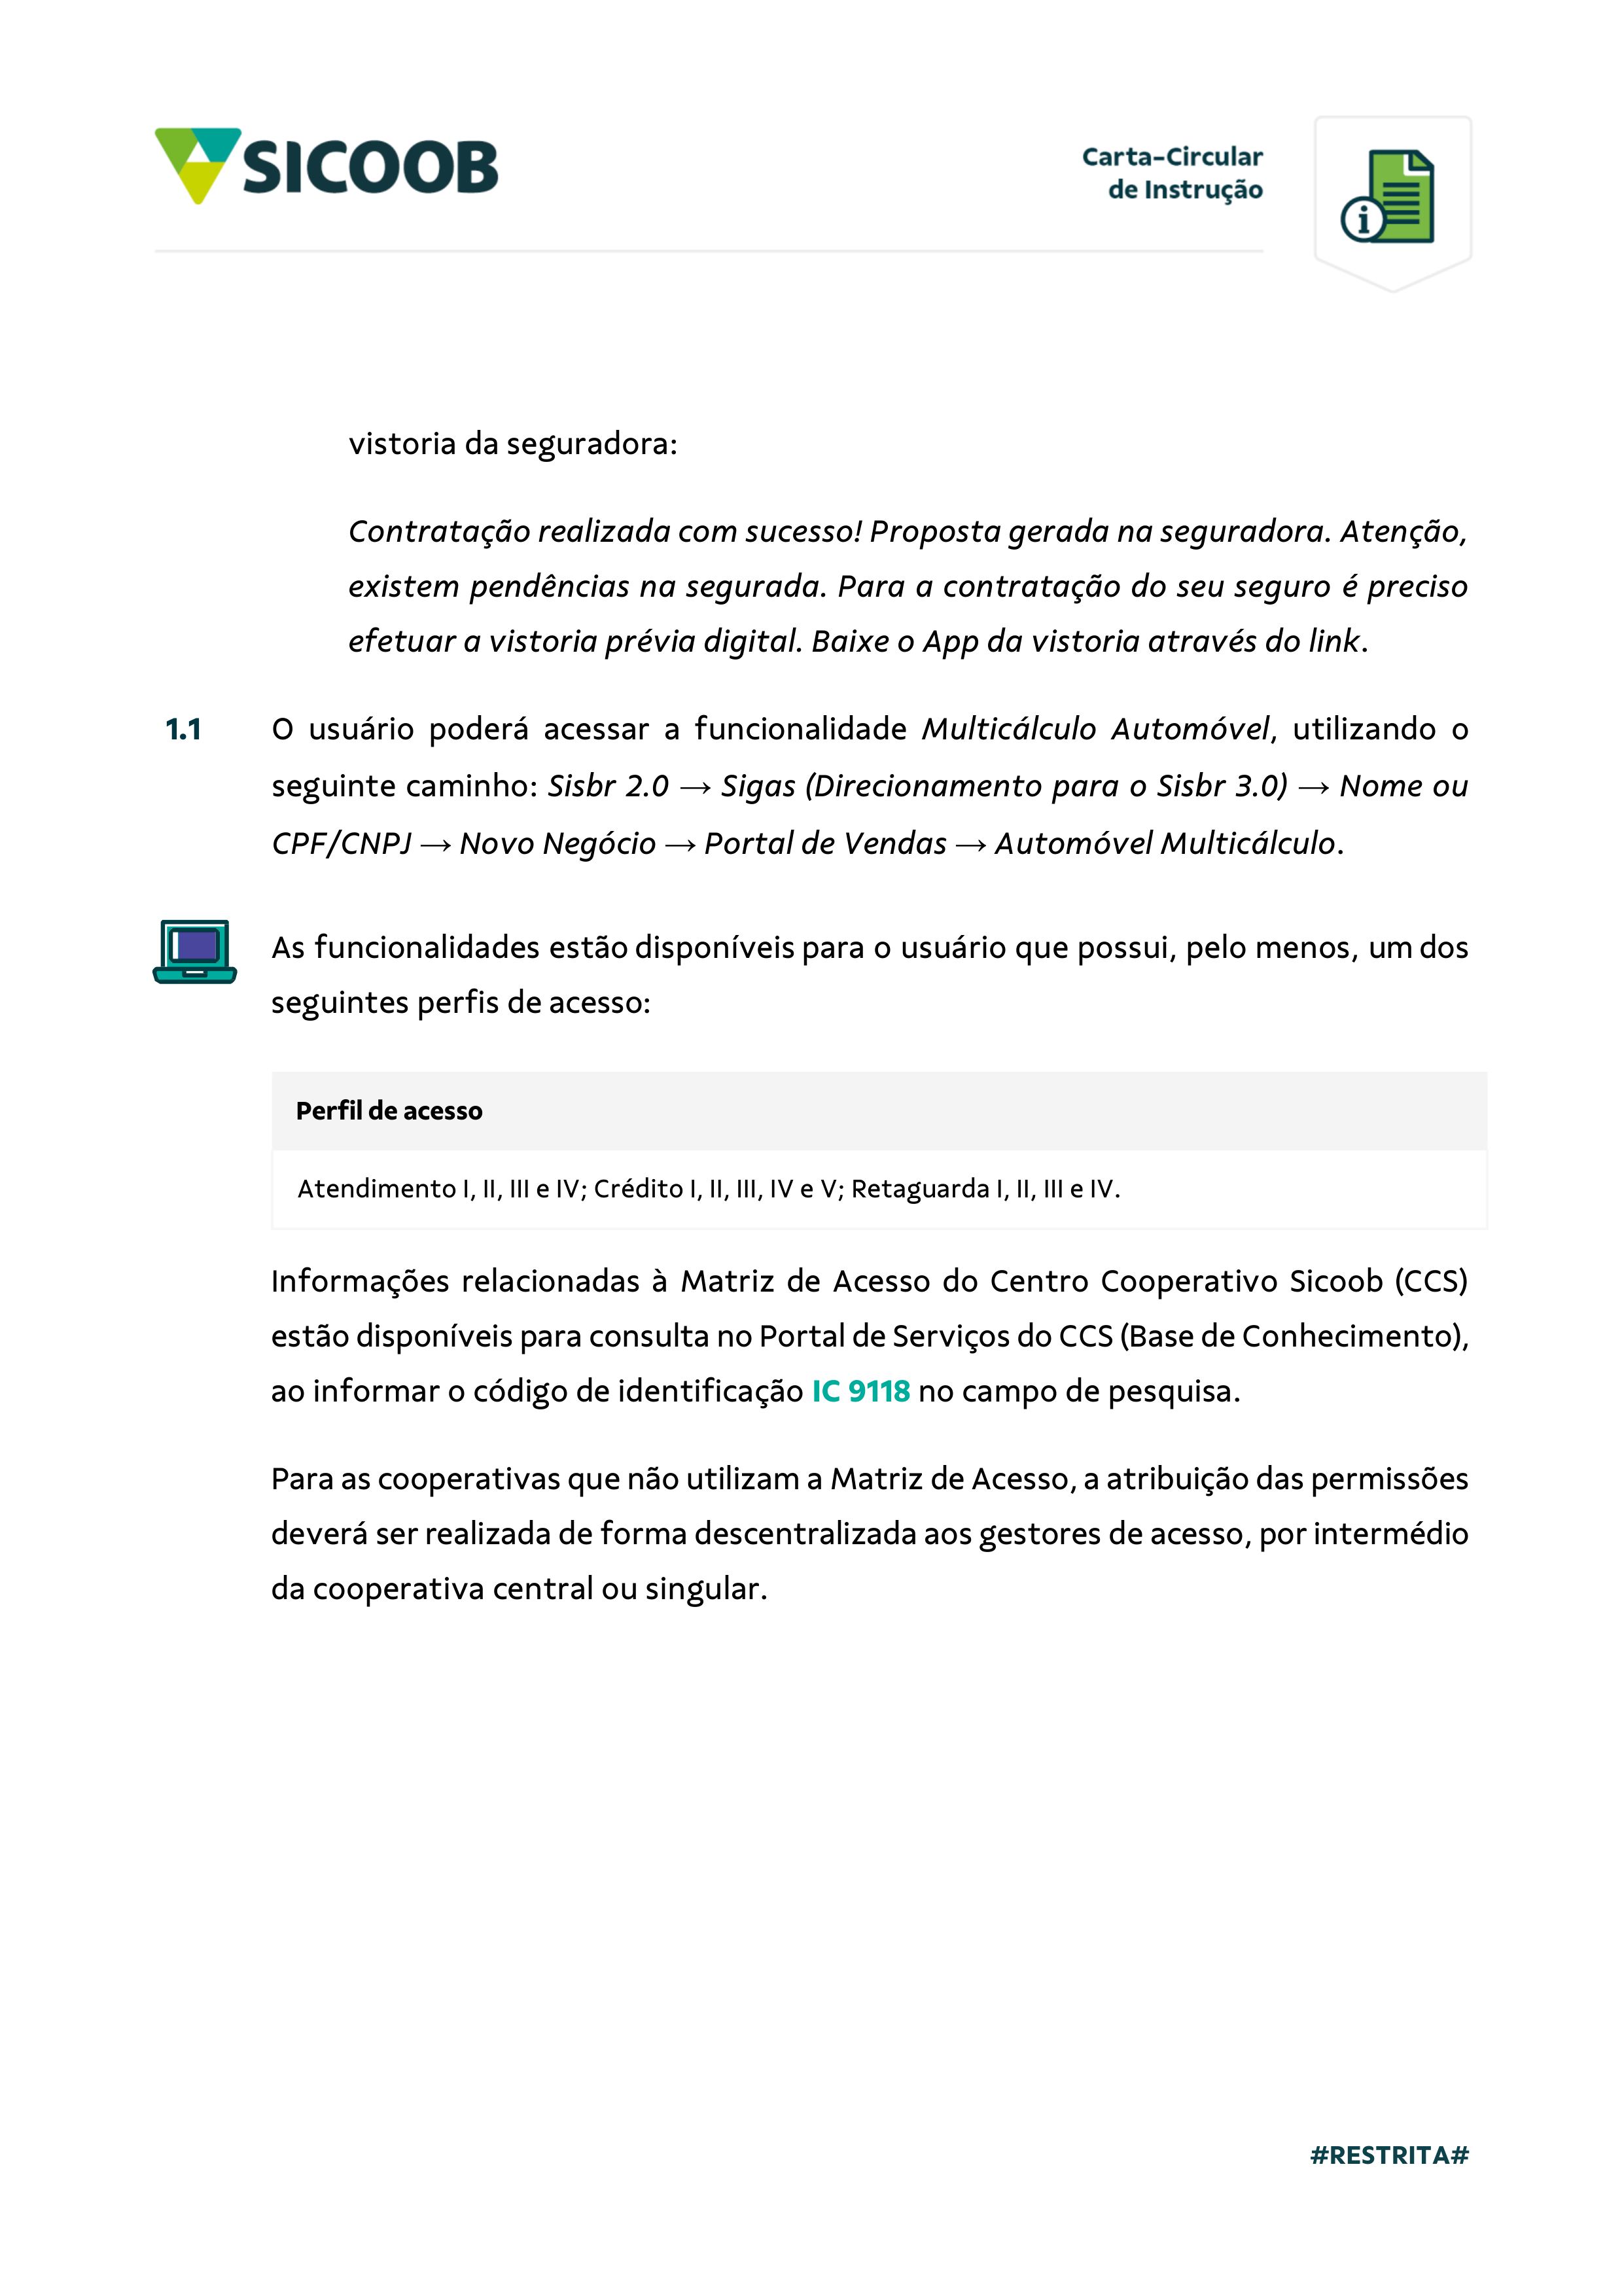 SICOOB
Carta-Circular
de Instrução
vistoria da seguradora:
Contratação realizada com sucesso! Proposta gerada na seguradora. Atenção,
existem pendências na segurada. Para a contratação do seu seguro é preciso
efetuar a vistoria prévia digital. Baixe o App da vistoria através do link.
1.1 O usuário poderá acessar a funcionalidade Multicálculo Automóvel, utilizando o
seguinte caminho: Sisbr 2.0 → Sigas (Direcionamento para o Sisbr 3.0) → Nome ou
CPF/CNPJ → Novo Negócio → Portal de Vendas → Automóvel Multicálculo.
As funcionalidades estão disponíveis para o usuário que possui, pelo menos, um dos
seguintes perfis de acesso:
Perfil de acesso
Atendimento I, II, III e IV; Crédito I, II, III, IV e V; Retaguarda I, II, III e IV.
Informações relacionadas à Matriz de Acesso do Centro Cooperativo Sicoob (CCS)
estão disponíveis para consulta no Portal de Serviços do CCS (Base de Conhecimento),
ao informar o código de identificação IC 9118 no campo de pesquisa.
Para as cooperativas que não utilizam a Matriz de Acesso, a atribuição das permissões
deverá ser realizada de forma descentralizada aos gestores de acesso, por intermédio
da cooperativa central ou singular.
#RESTRITA#